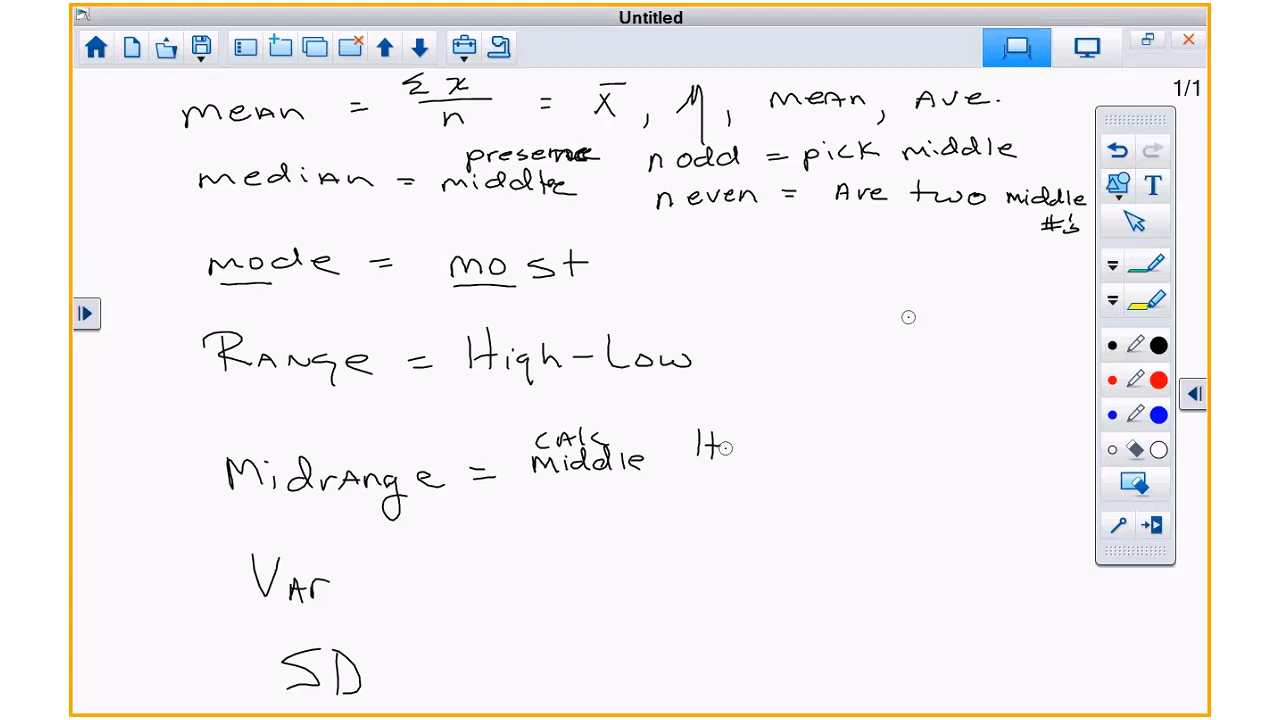 Untitled
1/1
mean = Σx/n = x̄, μ, mean, Ave.
median = middle n odd = pick middle
n even = Ave two middle #'s
mode = most
Range = High-Low
Midrange = calc middle
Var
SD
T